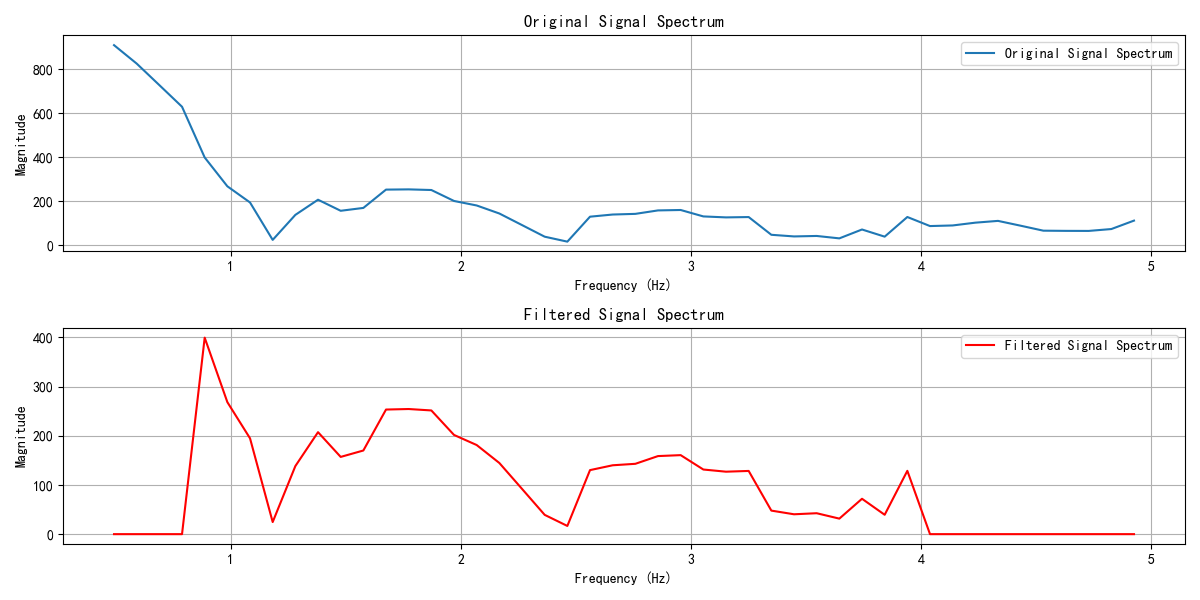 Original Signal Spectrum
Original Signal Spectrum
Magnitude
800
600
400
200
0
1 2 3 4 5
Frequency (Hz)
Filtered Signal Spectrum
Filtered Signal Spectrum
Magnitude
400
300
200
100
0
1 2 3 4 5
Frequency (Hz)